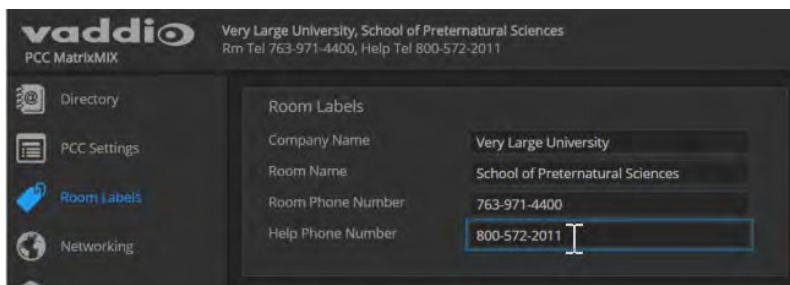 vaddio
PCC MatrixMIX
Very Large University, School of Preternatural Sciences
Rm Tel 763-971-4400, Help Tel 800-572-2011
Directory
PCC Settings
Room Labels
Networking
Room Labels
Company Name Very Large University
Room Name School of Preternatural Sciences
Room Phone Number 763-971-4400
Help Phone Number 800-572-2011